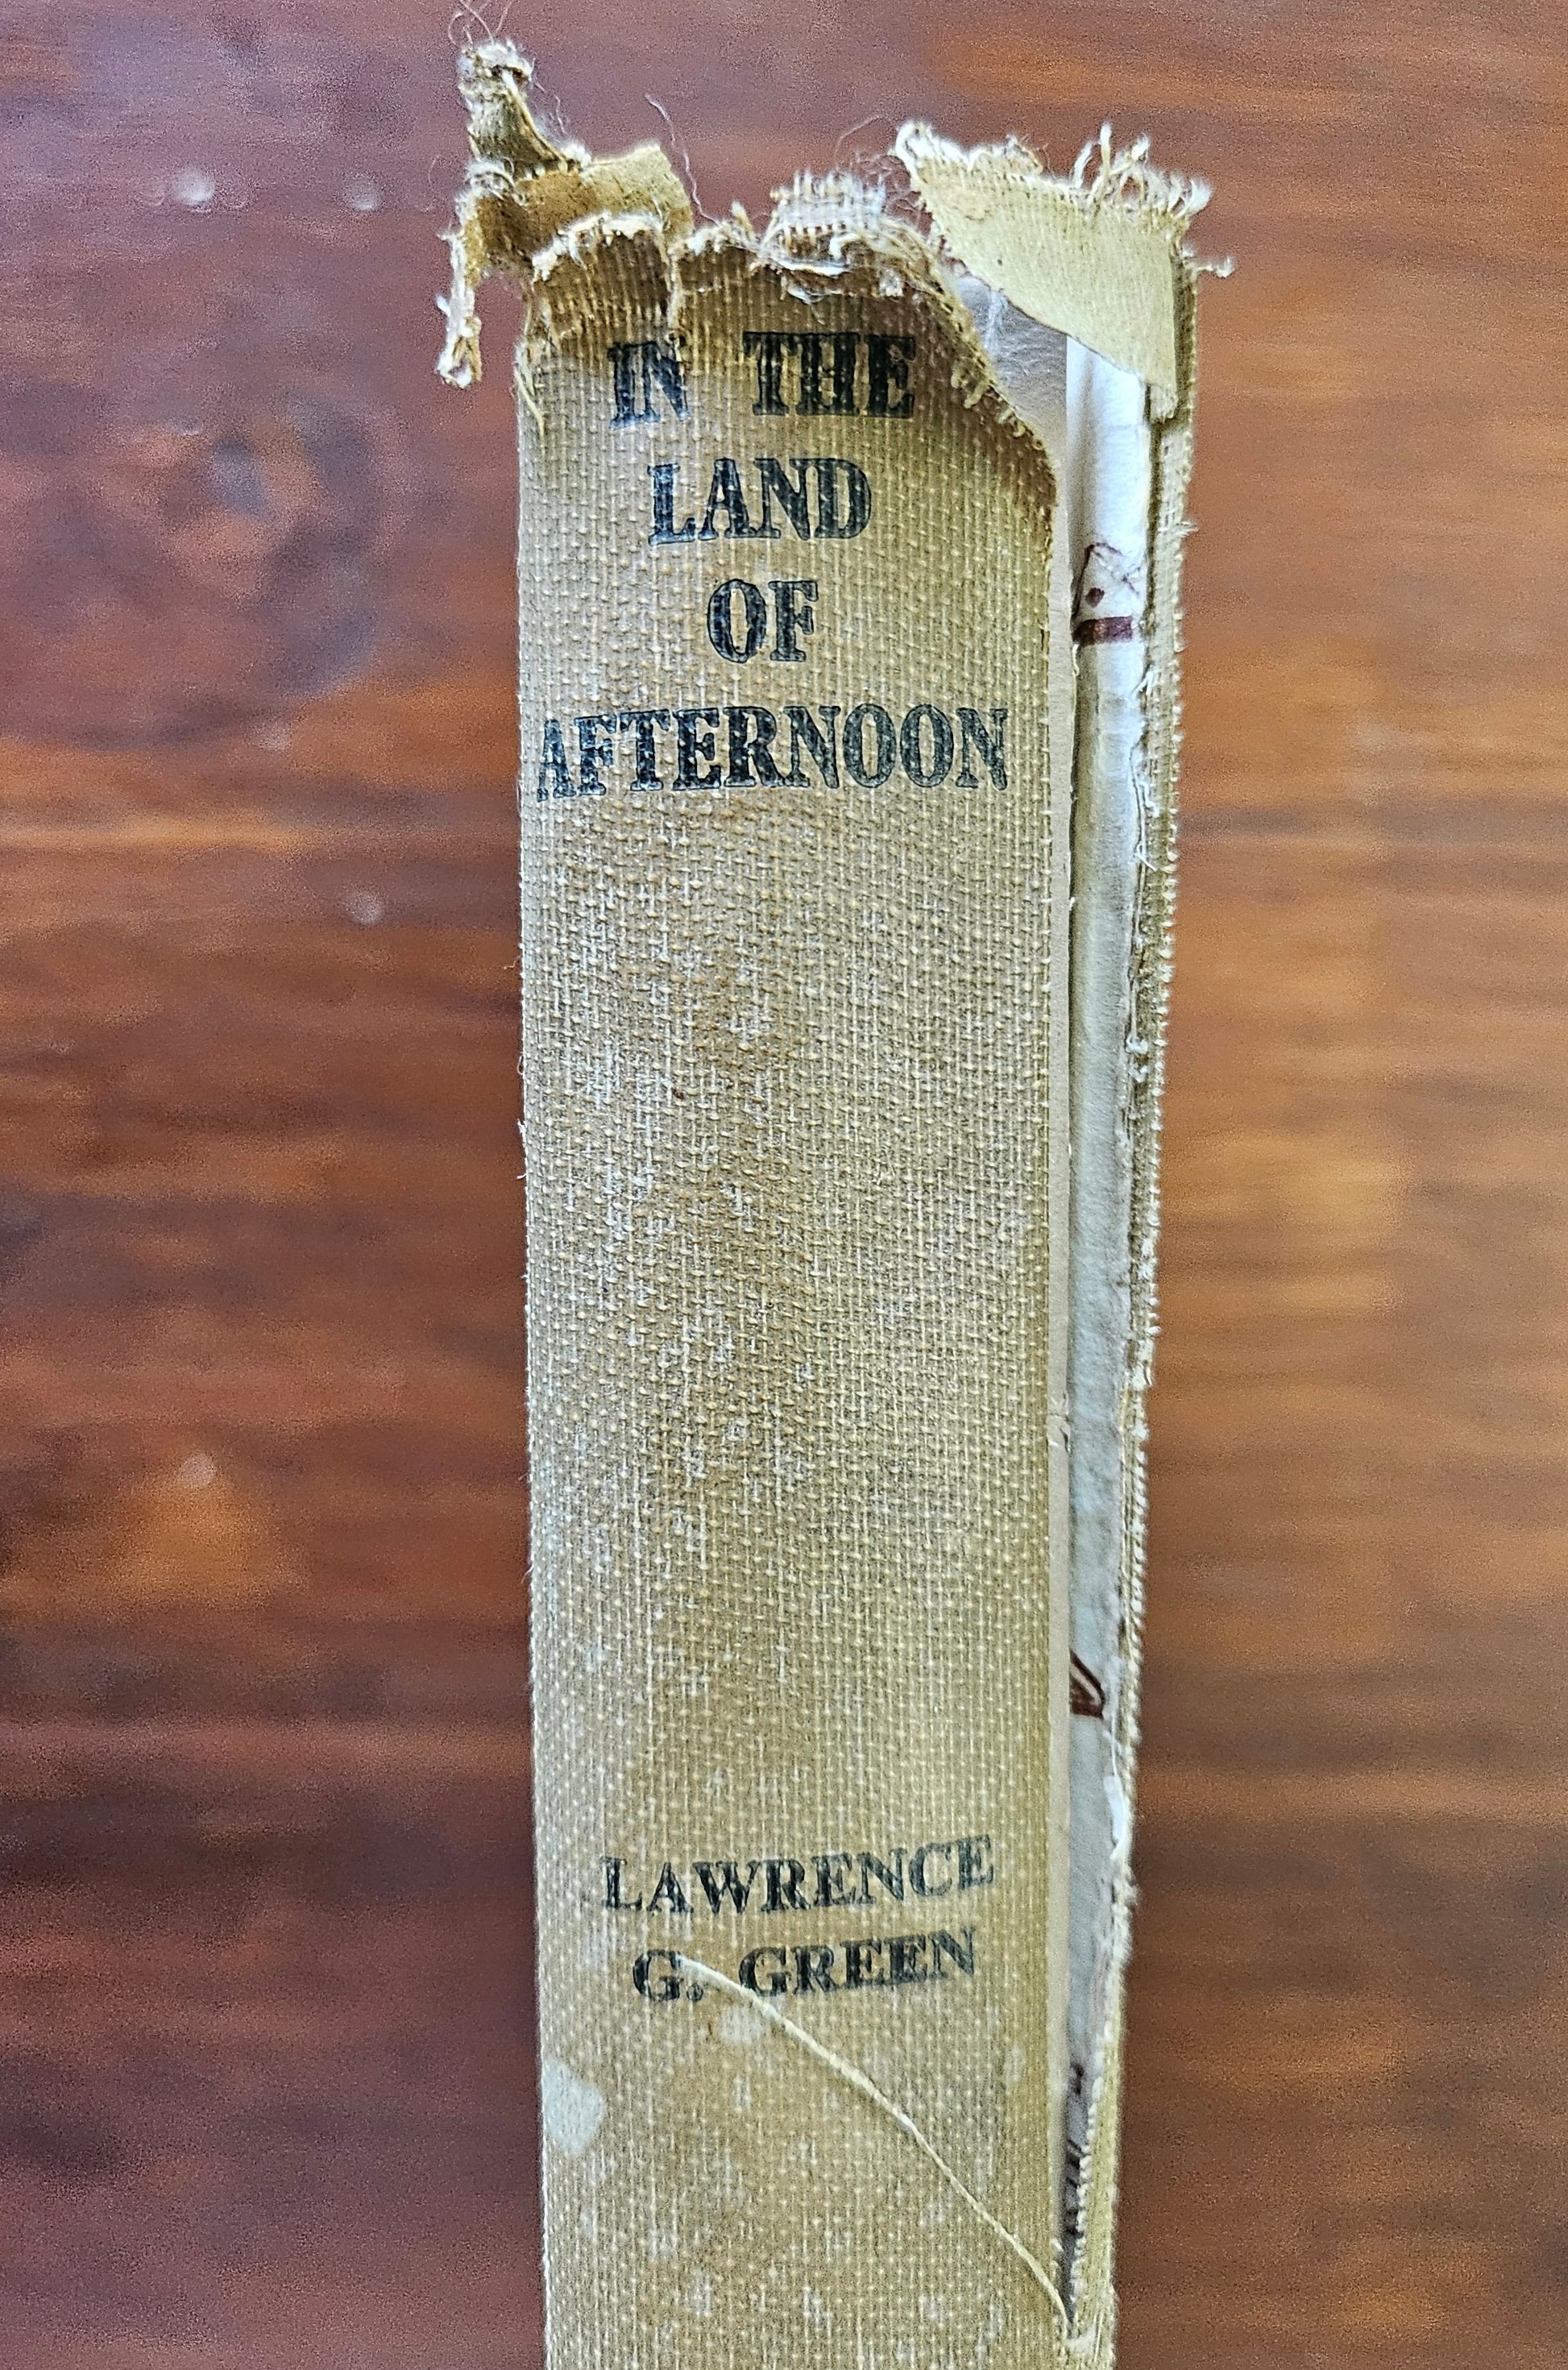 IN THE
LAND
OF
AFTERNOON
LAWRENCE
G. GREEN